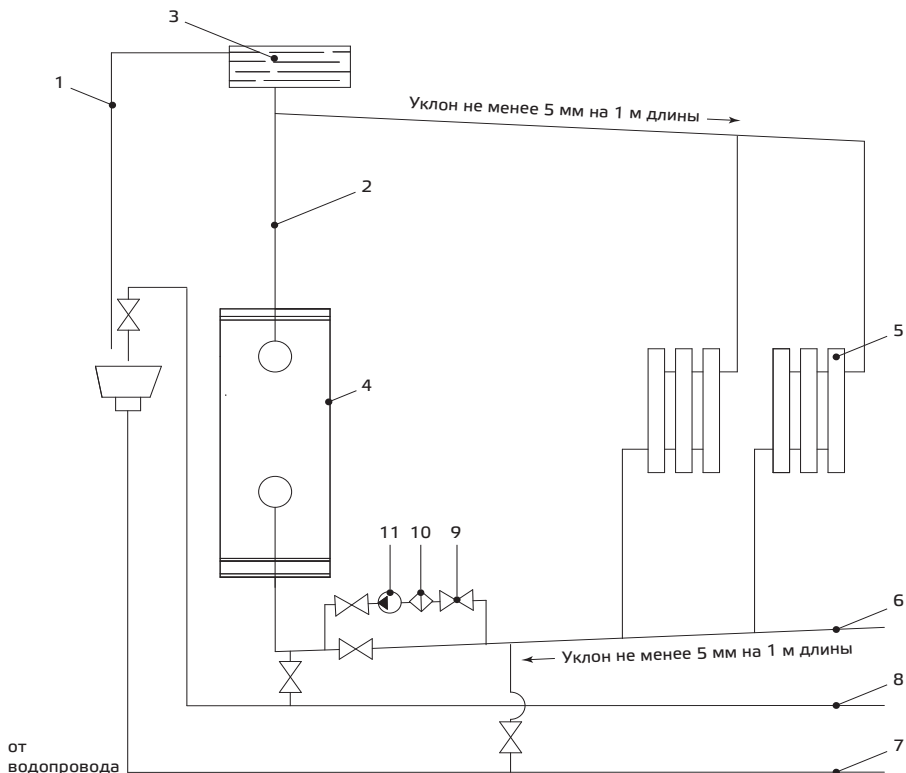 3
1
Уклон не менее 5 мм на 1 м длины
2
5
4
11 10 9
6
Уклон не менее 5 мм на 1 м длины
8
от
водопровода
7